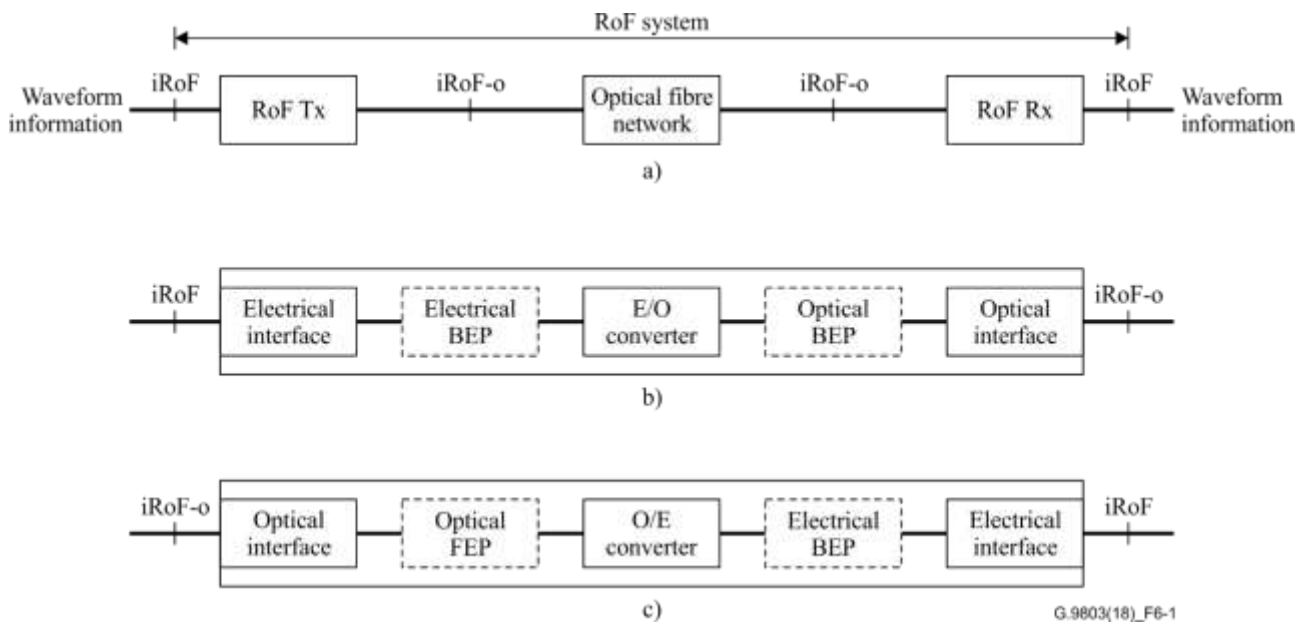 RoF system
iRoF
iRoF-o
iRoF-o
iRoF
Waveform
information
RoF Tx
Optical fibre
network
RoF Rx
Waveform
information
a)
iRoF
Electrical
interface
Electrical
BEP
E/O
converter
Optical
BEP
Optical
interface
iRoF-o
b)
iRoF-o
Optical
interface
Optical
FEP
O/E
converter
Electrical
BEP
Electrical
interface
iRoF
c)
G.9803(18)_F6-1